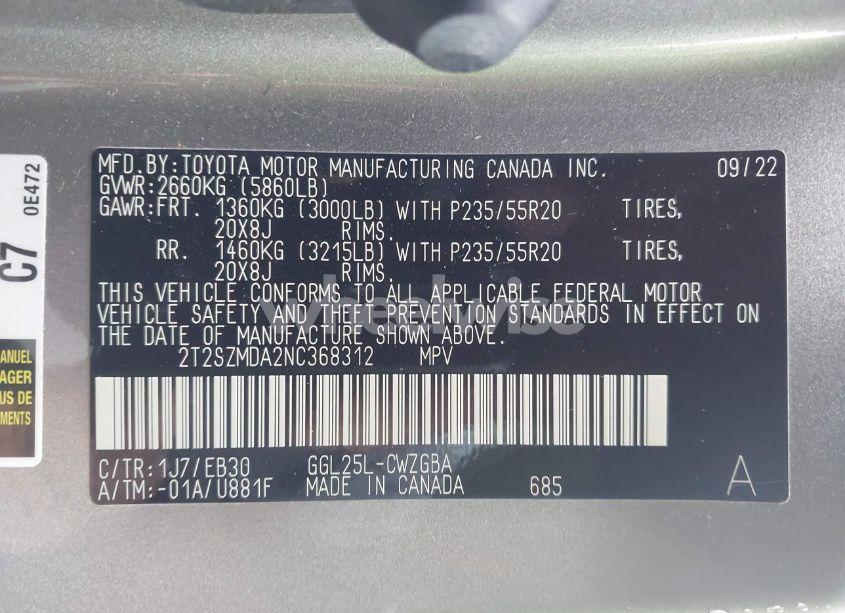 MFD.BY:TOYOTA MOTOR MANUFACTURING CANADA INC. 09/22
GVWR:2660KG (5860LB)
GAWR:FRT. 1360KG (3000LB) WITH P235/55R20 TIRES,
20X8J RIMS.
RR. 1460KG (3215LB) WITH P235/55R20 TIRES,
20X8J RIMS.
THIS VEHICLE CONFORMS TO ALL APPLICABLE FEDERAL MOTOR
VEHICLE SAFETY AND THEFT PREVENTION STANDARDS IN EFFECT ON
THE DATE OF MANUFACTURE SHOWN ABOVE.
2T2SZMDA2NC368312 MPV
C/TR:1J7/EB30 GGL25L-CWZGBA
A/TM:-01A/U881F MADE IN CANADA 685 A
C7 0E472
MANUEL
AGER
US DE
MENTS